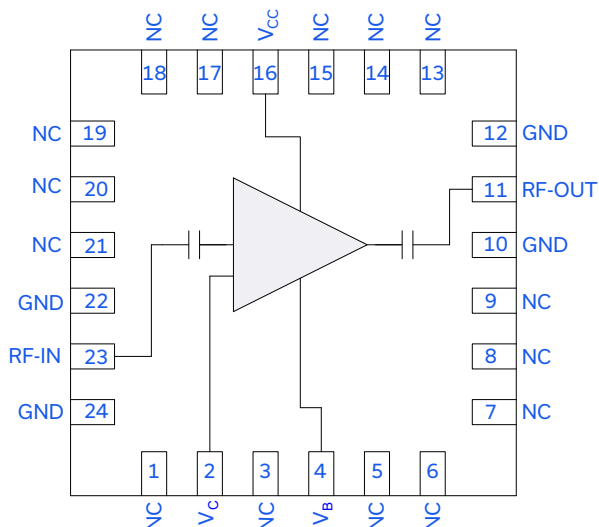 NC NC VCC NC NC NC
18 17 16 15 14 13
NC 19
12 GND
NC 20
11 RF-OUT
NC 21
10 GND
GND 22
9 NC
RF-IN 23
8 NC
GND 24
7 NC
1 2 3 4 5 6
NC VC NC VB NC NC